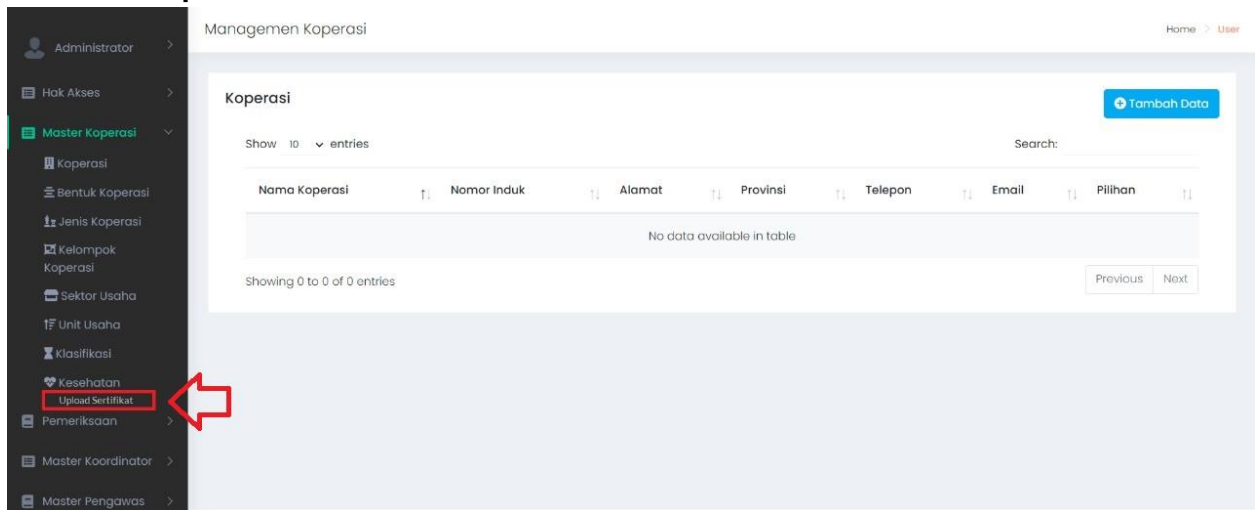 Managemen Koperasi
Home > User
Administrator
Hak Akses
Master Koperasi
Koperasi
Bentuk Koperasi
Jenis Koperasi
Kelompok
Koperasi
Sektor Usaha
Unit Usaha
Klasifikasi
Kesehatan
Upload Sertifikat
Pemeriksaan
Master Koordinator
Master Pengawas
Koperasi
Tambah Data
Show 10 entries
Search:
Nama Koperasi Nomor Induk Alamat Provinsi Telepon Email Pilihan
No data available in table
Showing 0 to 0 of 0 entries
Previous Next